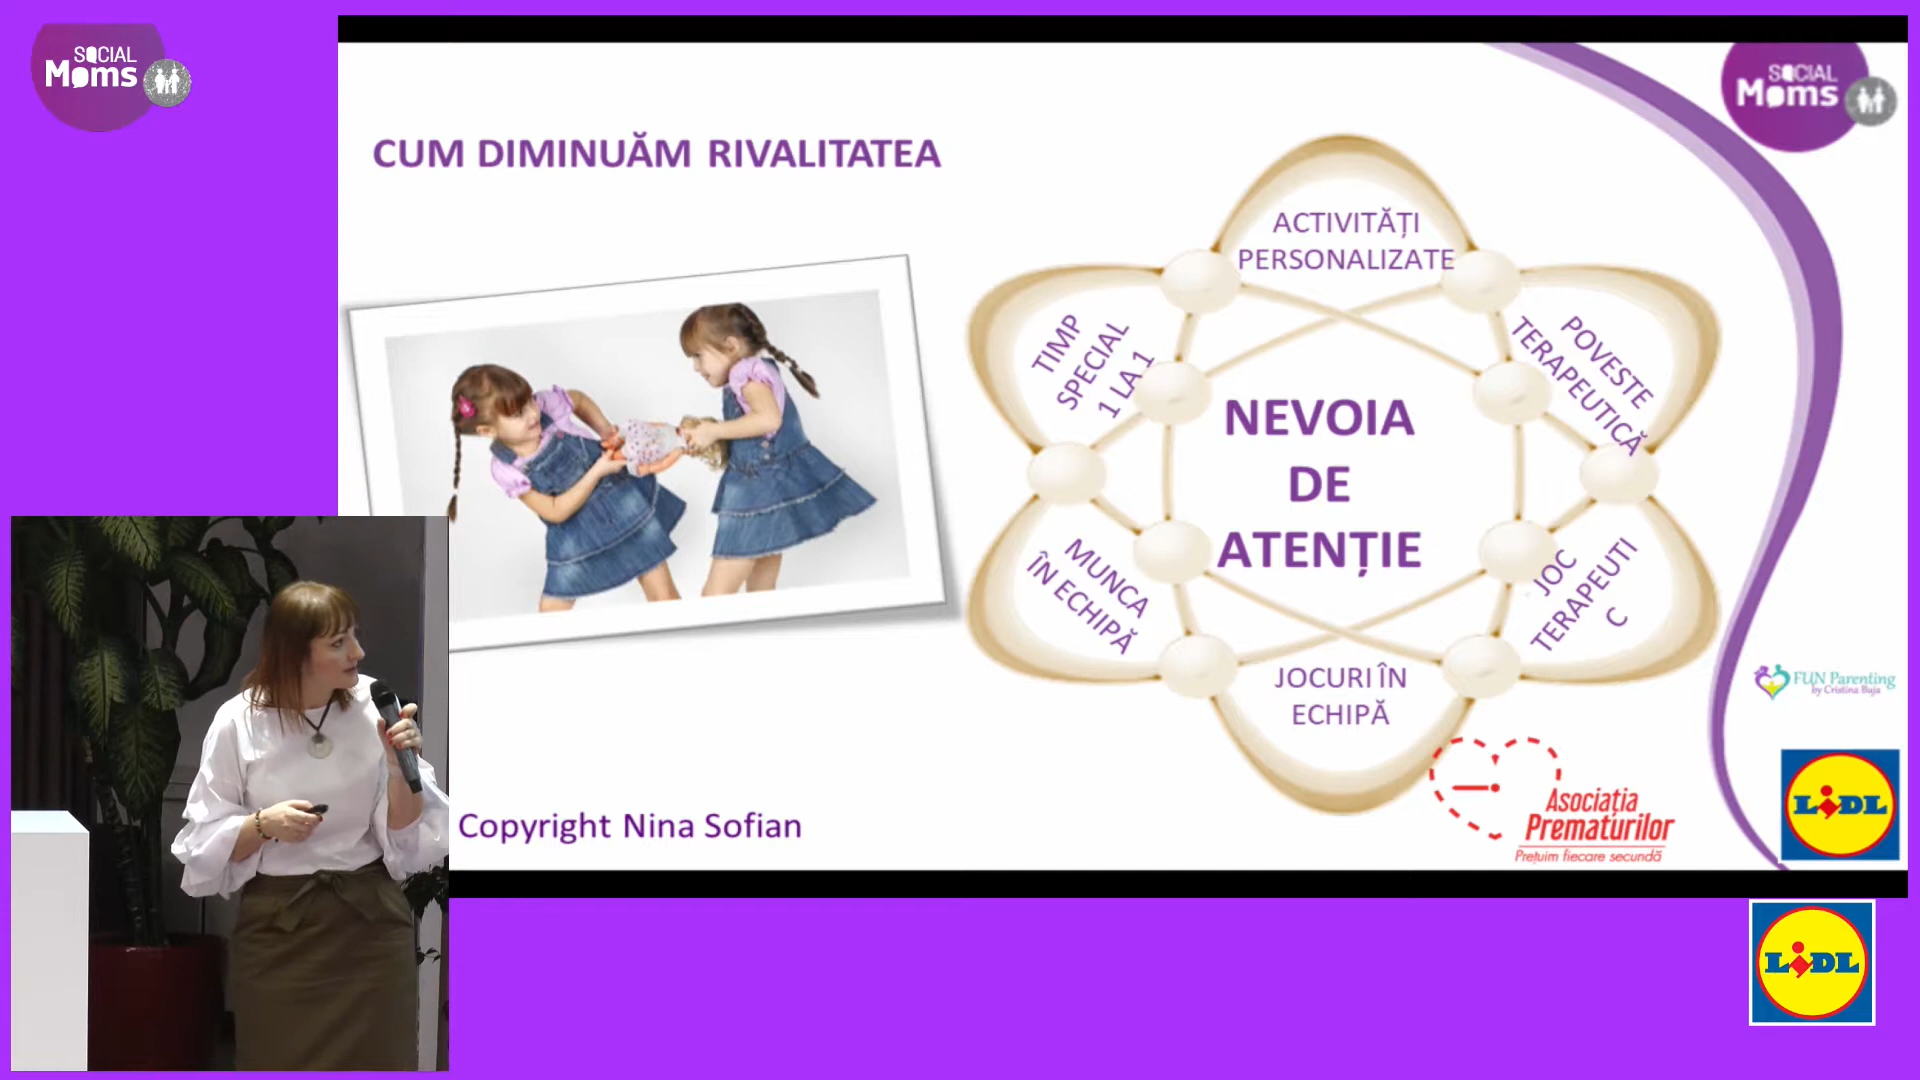 SOCIAL
Moms
SOCIAL
Moms
CUM DIMINUĂM RIVALITATEA
ACTIVITĂȚI
PERSONALIZATE
TIMP
SPECIAL
1 LA 1
POVESTE
TERAPEUTICĂ
NEVOIA
DE
ATENȚIE
MUNCA
ÎN ECHIPĂ
JOC
TERAPEUTI
C
JOCURI ÎN
ECHIPĂ
FUN Parenting
by Cristina Buja
Asociația
Prematurilor
Prețuim fiecare secundă
LIDL
Copyright Nina Sofian
LIDL